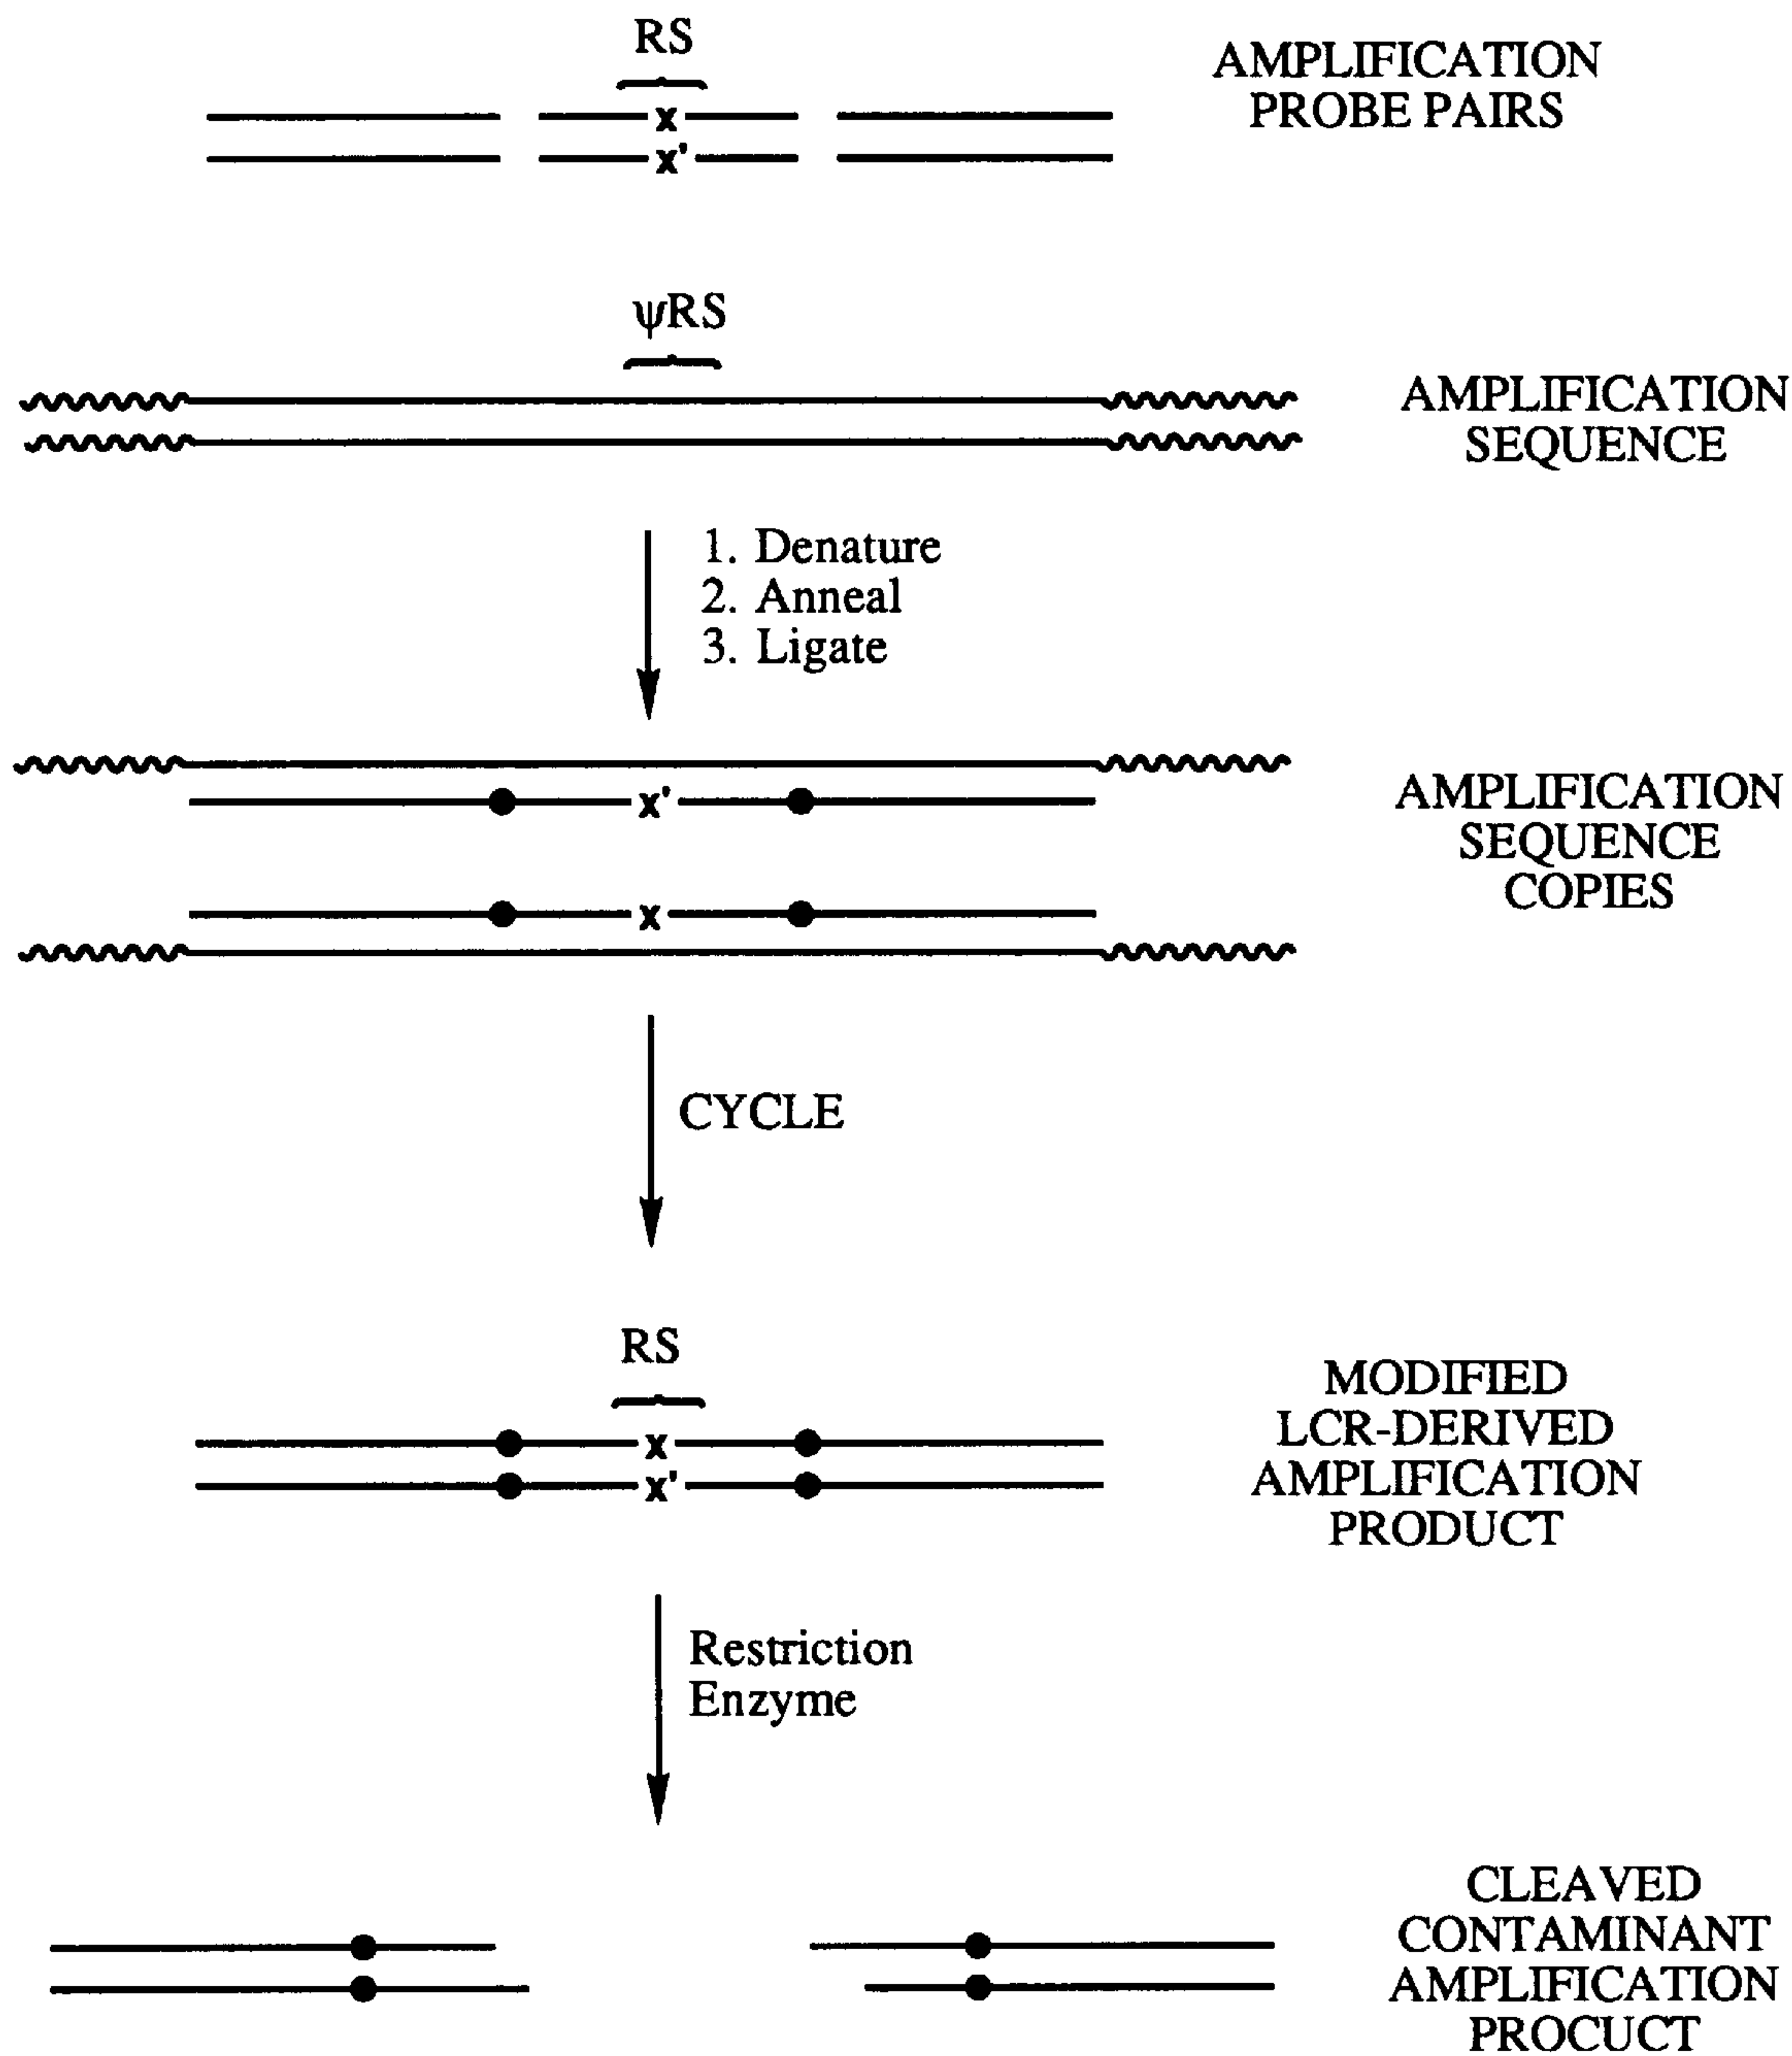 RS
AMPLIFICATION
PROBE PAIRS
x
x'
ψRS
AMPLIFICATION
SEQUENCE
1. Denature
2. Anneal
3. Ligate
x'
AMPLIFICATION
SEQUENCE
COPIES
x
CYCLE
RS
MODIFIED
LCR-DERIVED
AMPLIFICATION
PRODUCT
x
x'
Restriction
Enzyme
CLEAVED
CONTAMINANT
AMPLIFICATION
PROCUCT